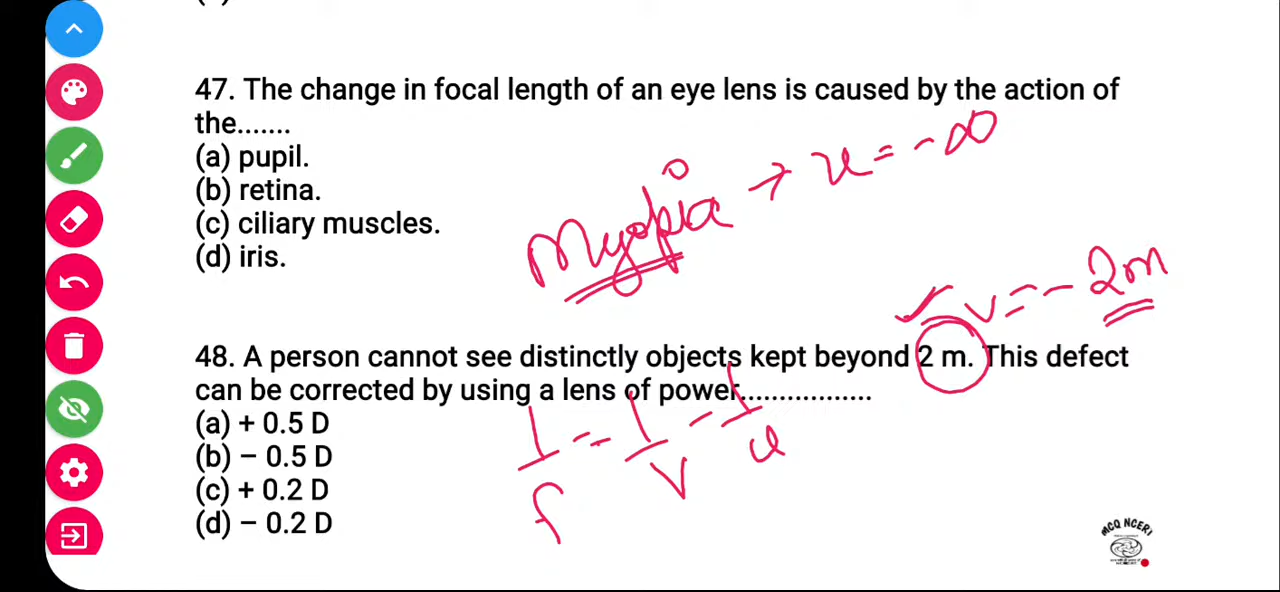 47. The change in focal length of an eye lens is caused by the action of
the.......
(a) pupil.
(b) retina.
(c) ciliary muscles.
(d) iris.
Myopia → u = -∞
v = - 2m
48. A person cannot see distinctly objects kept beyond 2 m. This defect
can be corrected by using a lens of power.................
(a) + 0.5 D
(b) – 0.5 D
(c) + 0.2 D
(d) – 0.2 D
1/f = 1/v - 1/u
MCQ NCERT